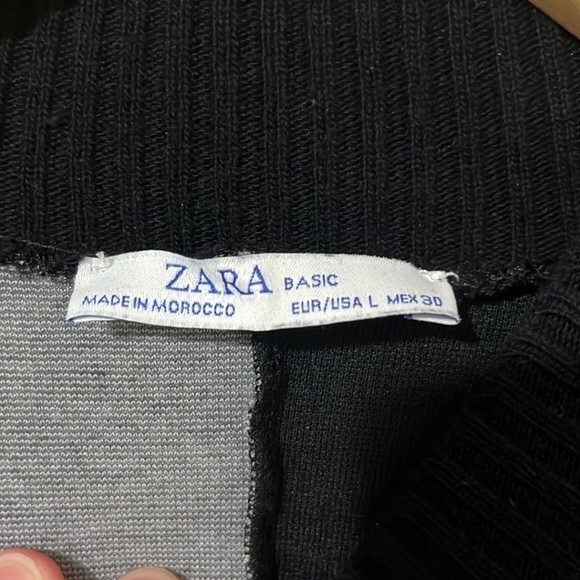 ZARA BASIC
MADE IN MOROCCO EUR/USA L MEX 30